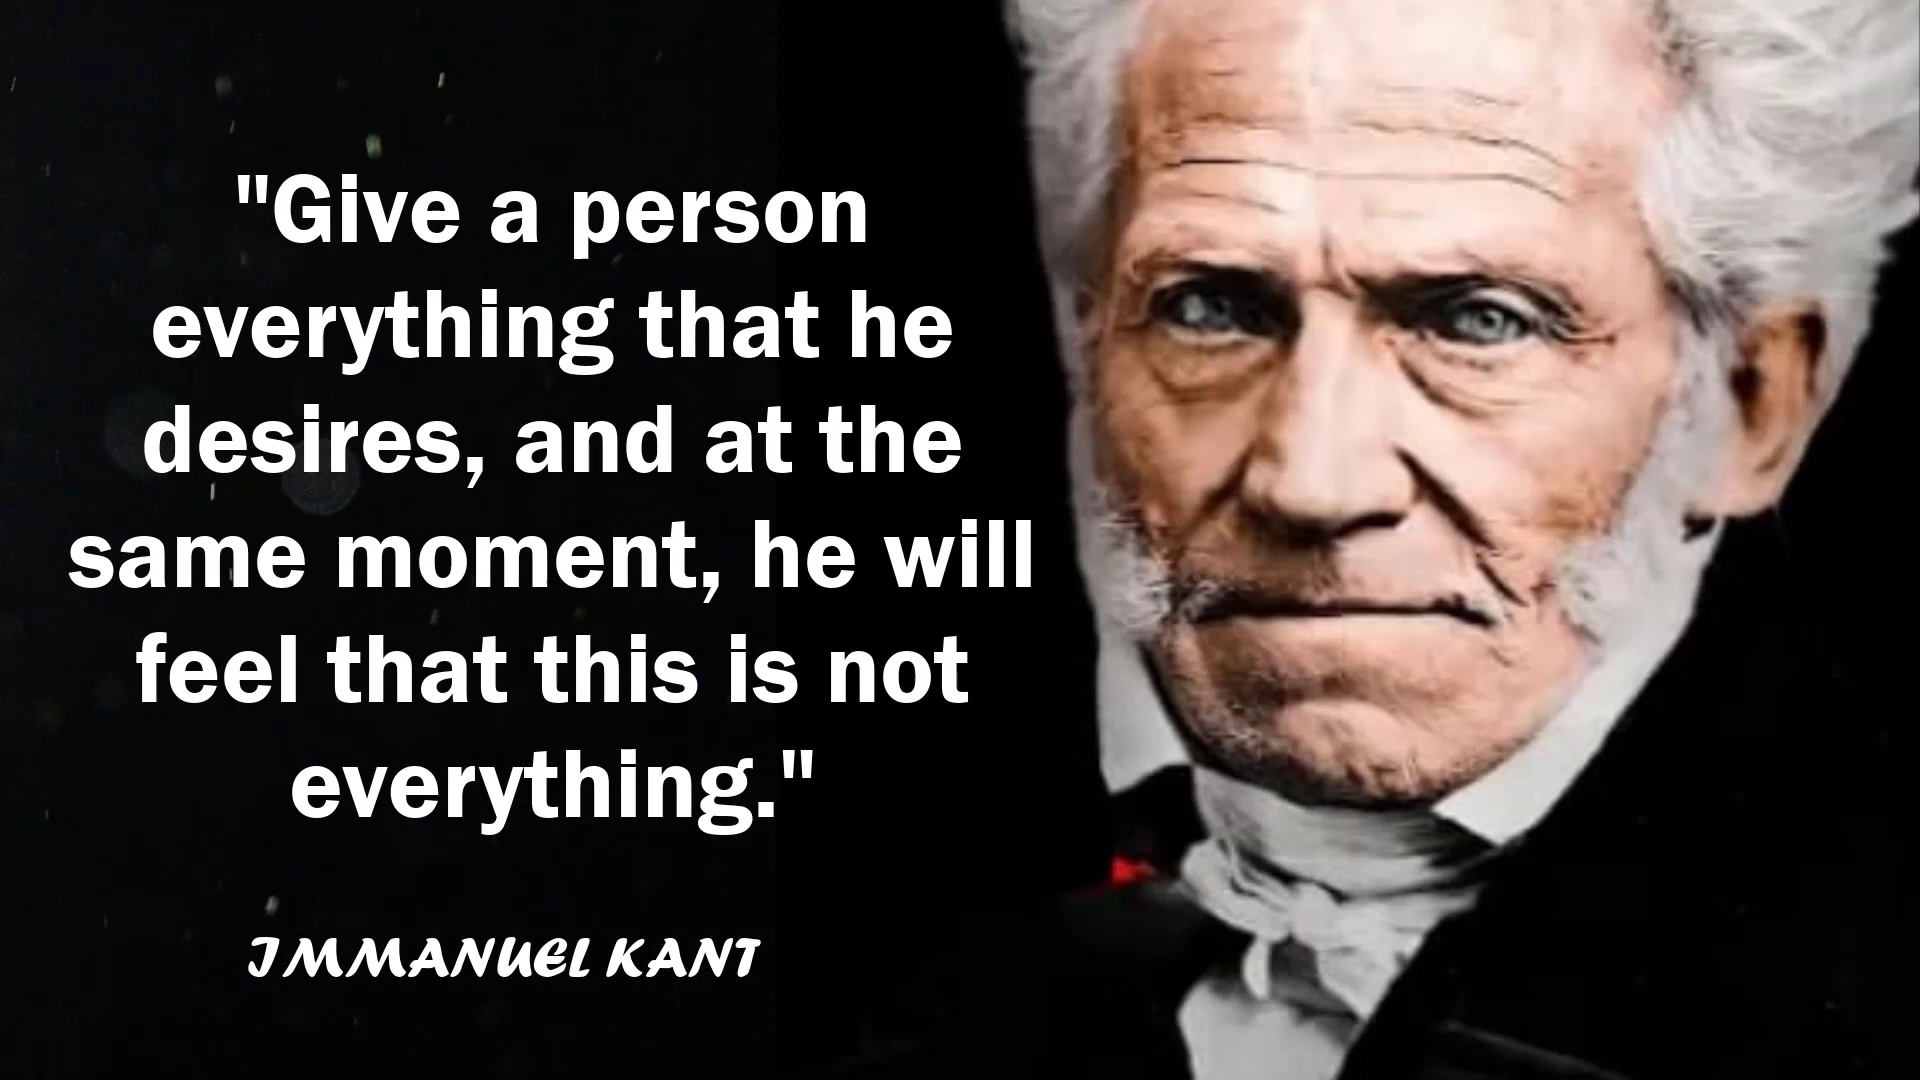 "Give a person
everything that he
desires, and at the
same moment, he will
feel that this is not
everything."
IMMANUEL KANT